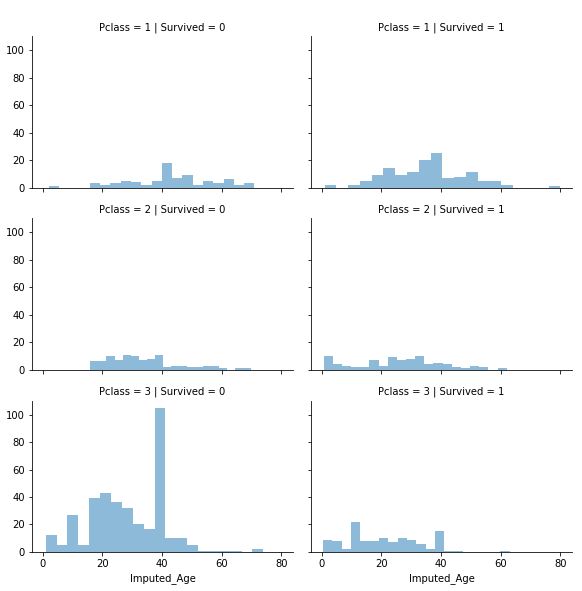 Pclass = 1 | Survived = 0
Pclass = 1 | Survived = 1
100
80
60
40
20
0
Pclass = 2 | Survived = 0
Pclass = 2 | Survived = 1
100
80
60
40
20
0
Pclass = 3 | Survived = 0
Pclass = 3 | Survived = 1
100
80
60
40
20
0
0 20 40 60 80
0 20 40 60 80
Imputed_Age
Imputed_Age